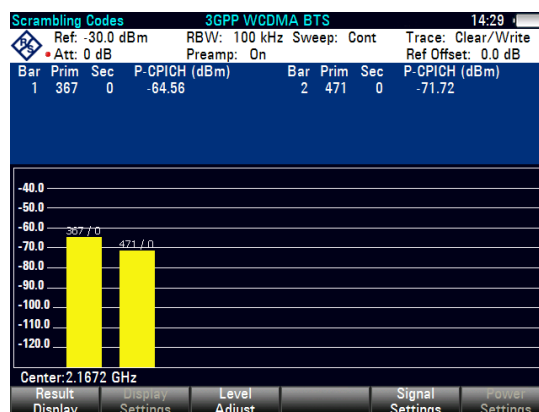 Scrambling Codes 3GPP WCDMA BTS 14:29
Ref: -30.0 dBm RBW: 100 kHz Sweep: Cont Trace: Clear/Write
Att: 0 dB Preamp: On Ref Offset: 0.0 dB
Bar Prim Sec P-CPICH (dBm) Bar Prim Sec P-CPICH (dBm)
1 367 0 -64.56 2 471 0 -71.72
-40.0
-50.0
-60.0
367 / 0
-70.0
471 / 0
-80.0
-90.0
-100.0
-110.0
-120.0
Center:2.1672 GHz
Result Display Level Signal Power
Display Settings Adjust Settings Settings